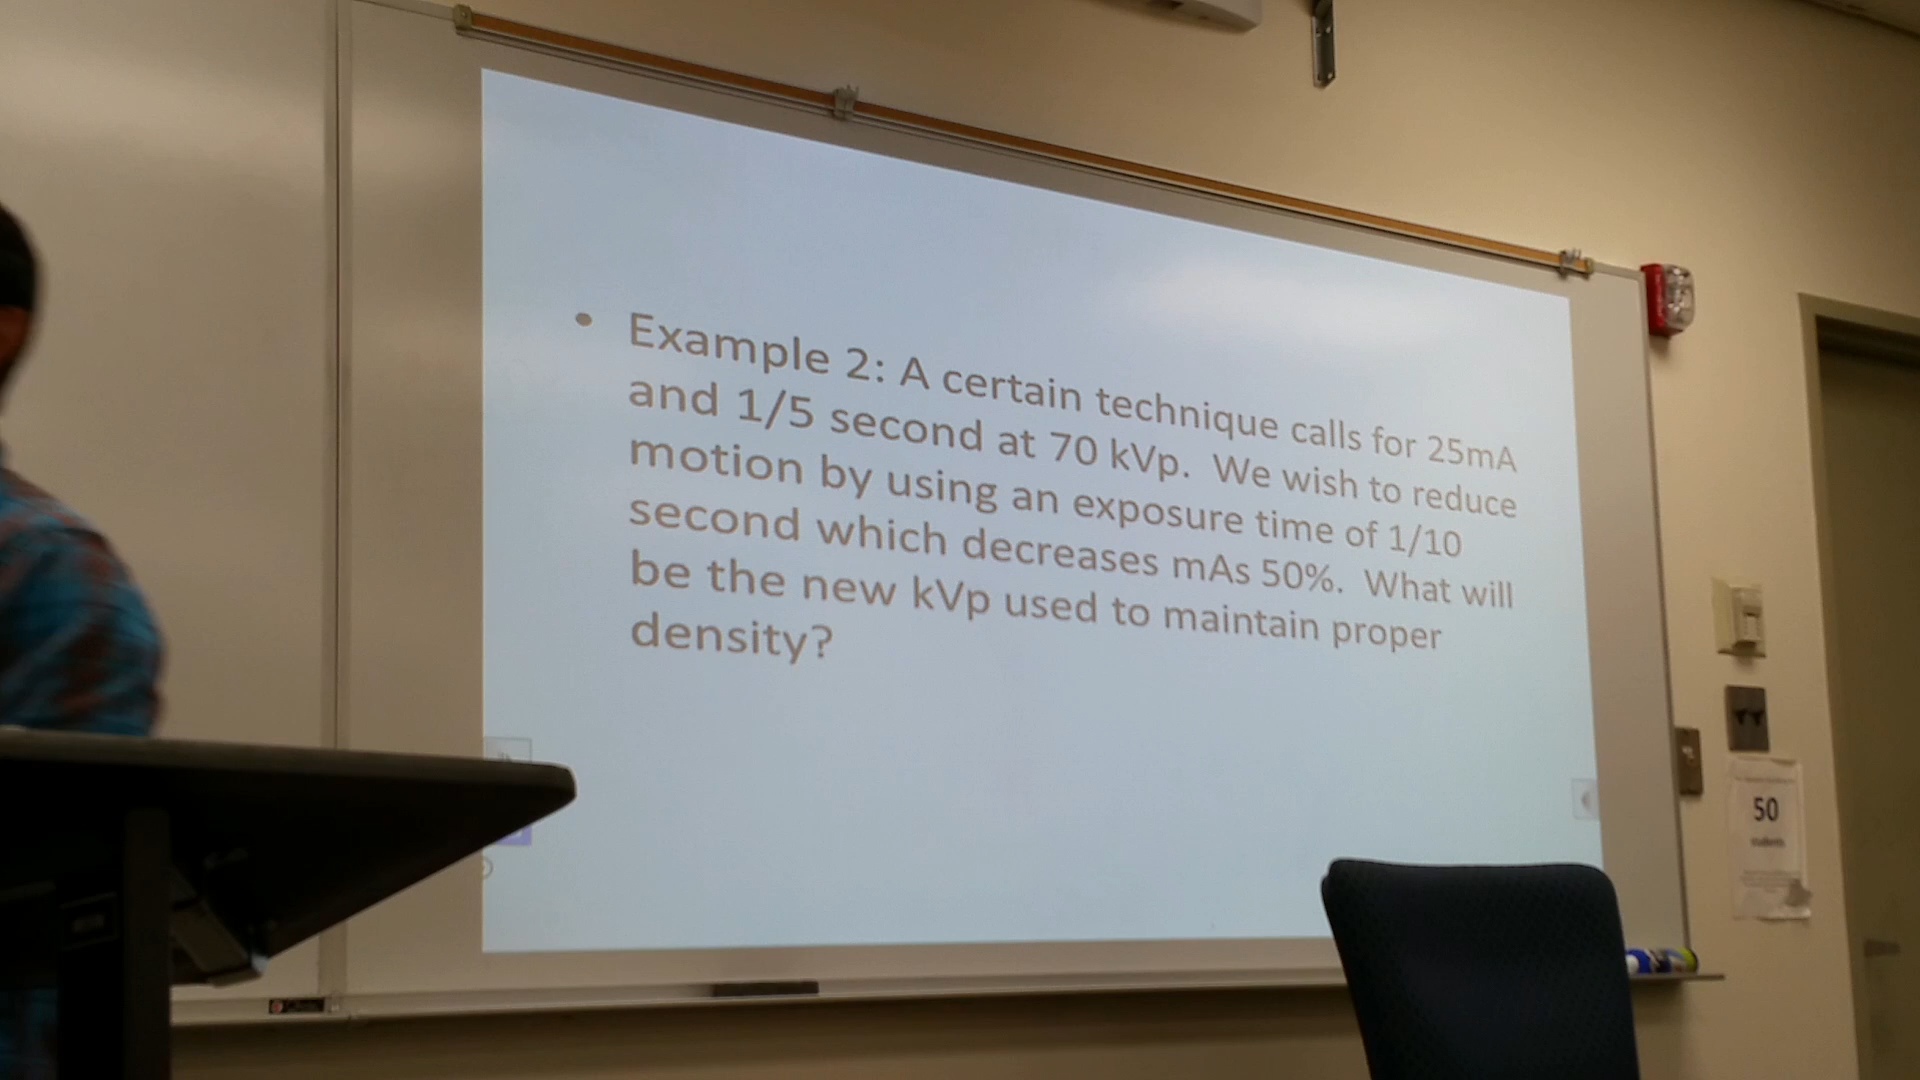 • Example 2: A certain technique calls for 25mA
and 1/5 second at 70 kVp. We wish to reduce
motion by using an exposure time of 1/10
second which decreases mAs 50%. What will
be the new kVp used to maintain proper
density?
50
students